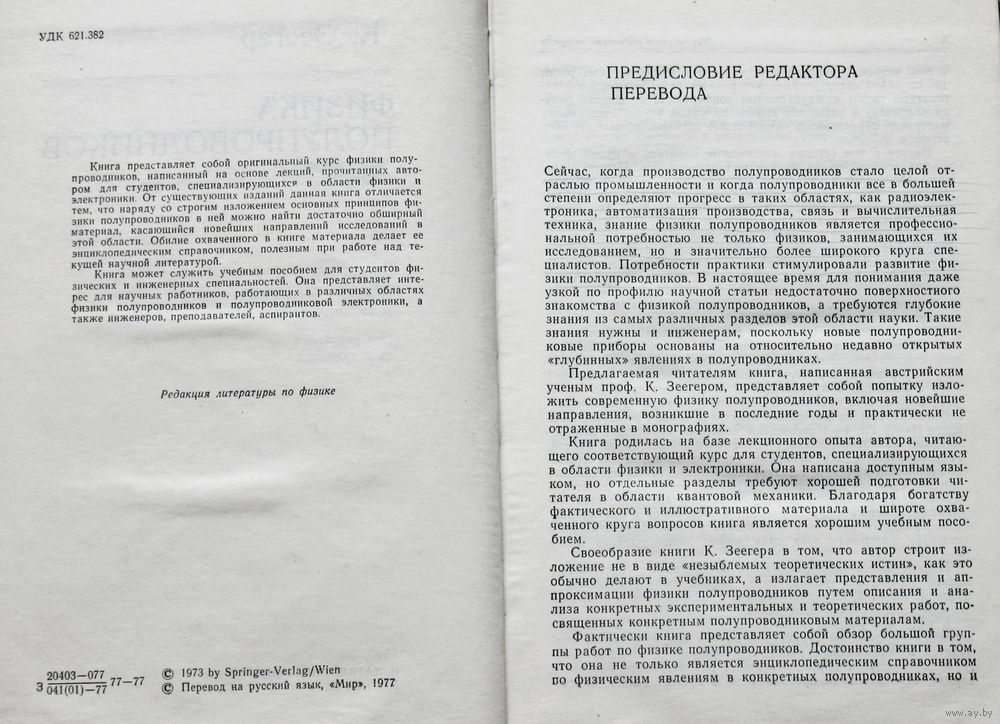 УДК 621.382
Книга представляет собой оригинальный курс физики полу-
проводников, написанный на основе лекций, прочитанных авто-
ром для студентов, специализирующихся в области физики и
электроники. От существующих изданий данная книга отличается
тем, что наряду со строгим изложением основных принципов фи-
зики полупроводников в ней можно найти достаточно обширный
материал, касающийся новейших направлений исследований в
этой области. Обилие охваченного в книге материала делает ее
энциклопедическим справочником, полезным при работе над те-
кущей научной литературой.
Книга может служить учебным пособием для студентов фи-
зических и инженерных специальностей. Она представляет инте-
рес для научных работников, работающих в различных областях
физики полупроводников и полупроводниковой электроники, а
также инженеров, преподавателей, аспирантов.
Редакция литературы по физике
З 20403—077
041(01)—77 77—77
© 1973 by Springer-Verlag/Wien
© Перевод на русский язык, «Мир», 1977
ПРЕДИСЛОВИЕ РЕДАКТОРА
ПЕРЕВОДА
Сейчас, когда производство полупроводников стало целой от-
раслью промышленности и когда полупроводники все в большей
степени определяют прогресс в таких областях, как радиоэлек-
троника, автоматизация производства, связь и вычислительная
техника, знание физики полупроводников является профессио-
нальной потребностью не только физиков, занимающихся их
исследованием, но и значительно более широкого круга спе-
циалистов. Потребности практики стимулировали развитие фи-
зики полупроводников. В настоящее время для понимания даже
узкой по профилю научной статьи недостаточно поверхностного
знакомства с физикой полупроводников, а требуются глубокие
знания из самых различных разделов этой области науки. Такие
знания нужны и инженерам, поскольку новые полупроводни-
ковые приборы основаны на относительно недавно открытых
«глубинных» явлениях в полупроводниках.
Предлагаемая читателям книга, написанная австрийским
ученым проф. К. Зеегером, представляет собой попытку изло-
жить современную физику полупроводников, включая новейшие
направления, возникшие в последние годы и практически не
отраженные в монографиях.
Книга родилась на базе лекционного опыта автора, читаю-
щего соответствующий курс для студентов, специализирующихся
в области физики и электроники. Она написана доступным язы-
ком, но отдельные разделы требуют хорошей подготовки чи-
тателя в области квантовой механики. Благодаря богатству
фактического и иллюстративного материала и широте охва-
ченного круга вопросов книга является хорошим учебным посо-
бием.
Своеобразие книги К. Зеегера в том, что автор строит из-
ложение не в виде «незыблемых теоретических истин», как это
обычно делают в учебниках, а излагает представления и ап-
проксимации физики полупроводников путем описания и ана-
лиза конкретных экспериментальных и теоретических работ, по-
священных конкретным полупроводниковым материалам.
Фактически книга представляет собой обзор большой груп-
пы работ по физике полупроводников. Достоинство книги в том,
что она не только является энциклопедическим справочником
по физическим явлениям в конкретных полупроводниках, но и
www.ay.by